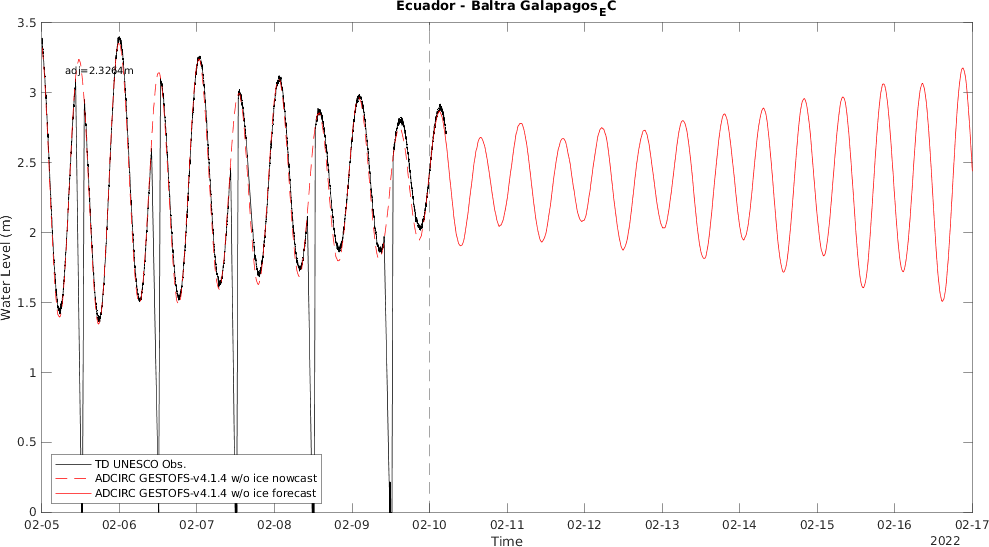 Ecuador - Baltra Galapagos_EC
adj=2.3264m
3.5
3
2.5
2
1.5
1
0.5
0
Water Level (m)
TD UNESCO Obs.
ADCIRC GESTOFS-v4.1.4 w/o ice nowcast
ADCIRC GESTOFS-v4.1.4 w/o ice forecast
02-05 02-06 02-07 02-08 02-09 02-10 02-11 02-12 02-13 02-14 02-15 02-16 02-17
Time
2022